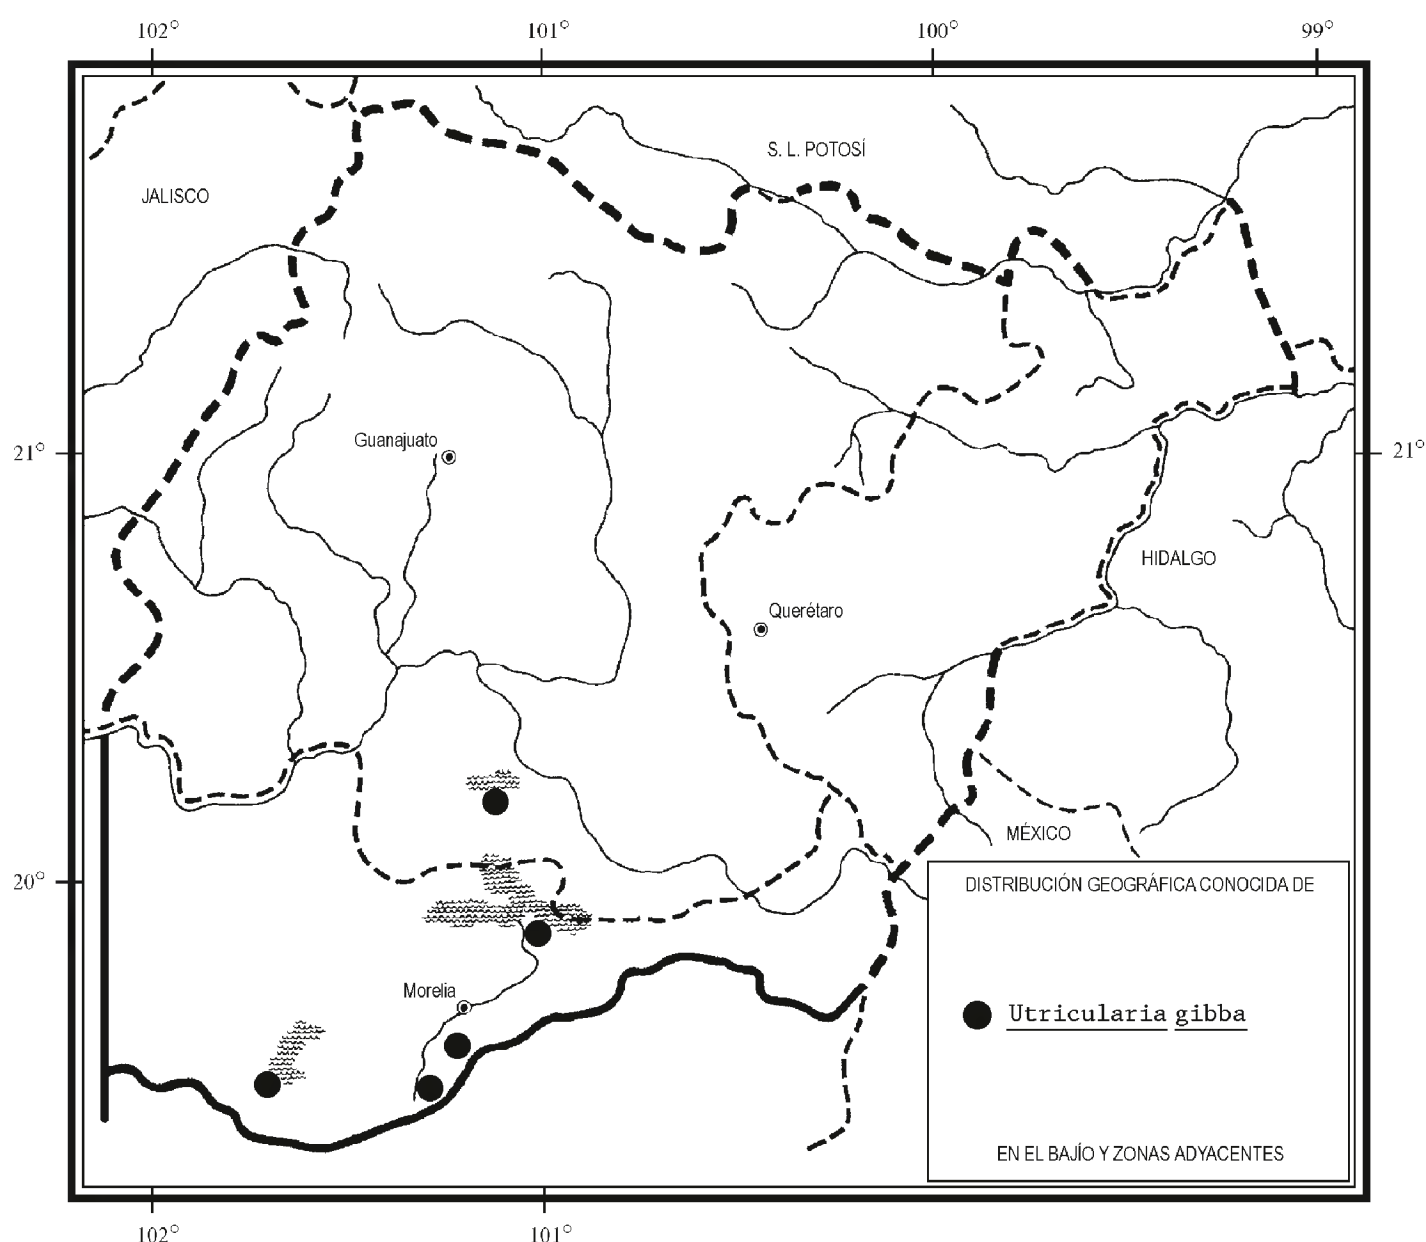 102° 101° 100° 99°
S. L. POTOSÍ
JALISCO
Guanajuato
21° 21°
HIDALGO
Querétaro
MÉXICO
20°
DISTRIBUCIÓN GEOGRÁFICA CONOCIDA DE
Morelia
Utricularia gibba
EN EL BAJÍO Y ZONAS ADYACENTES
102° 101°